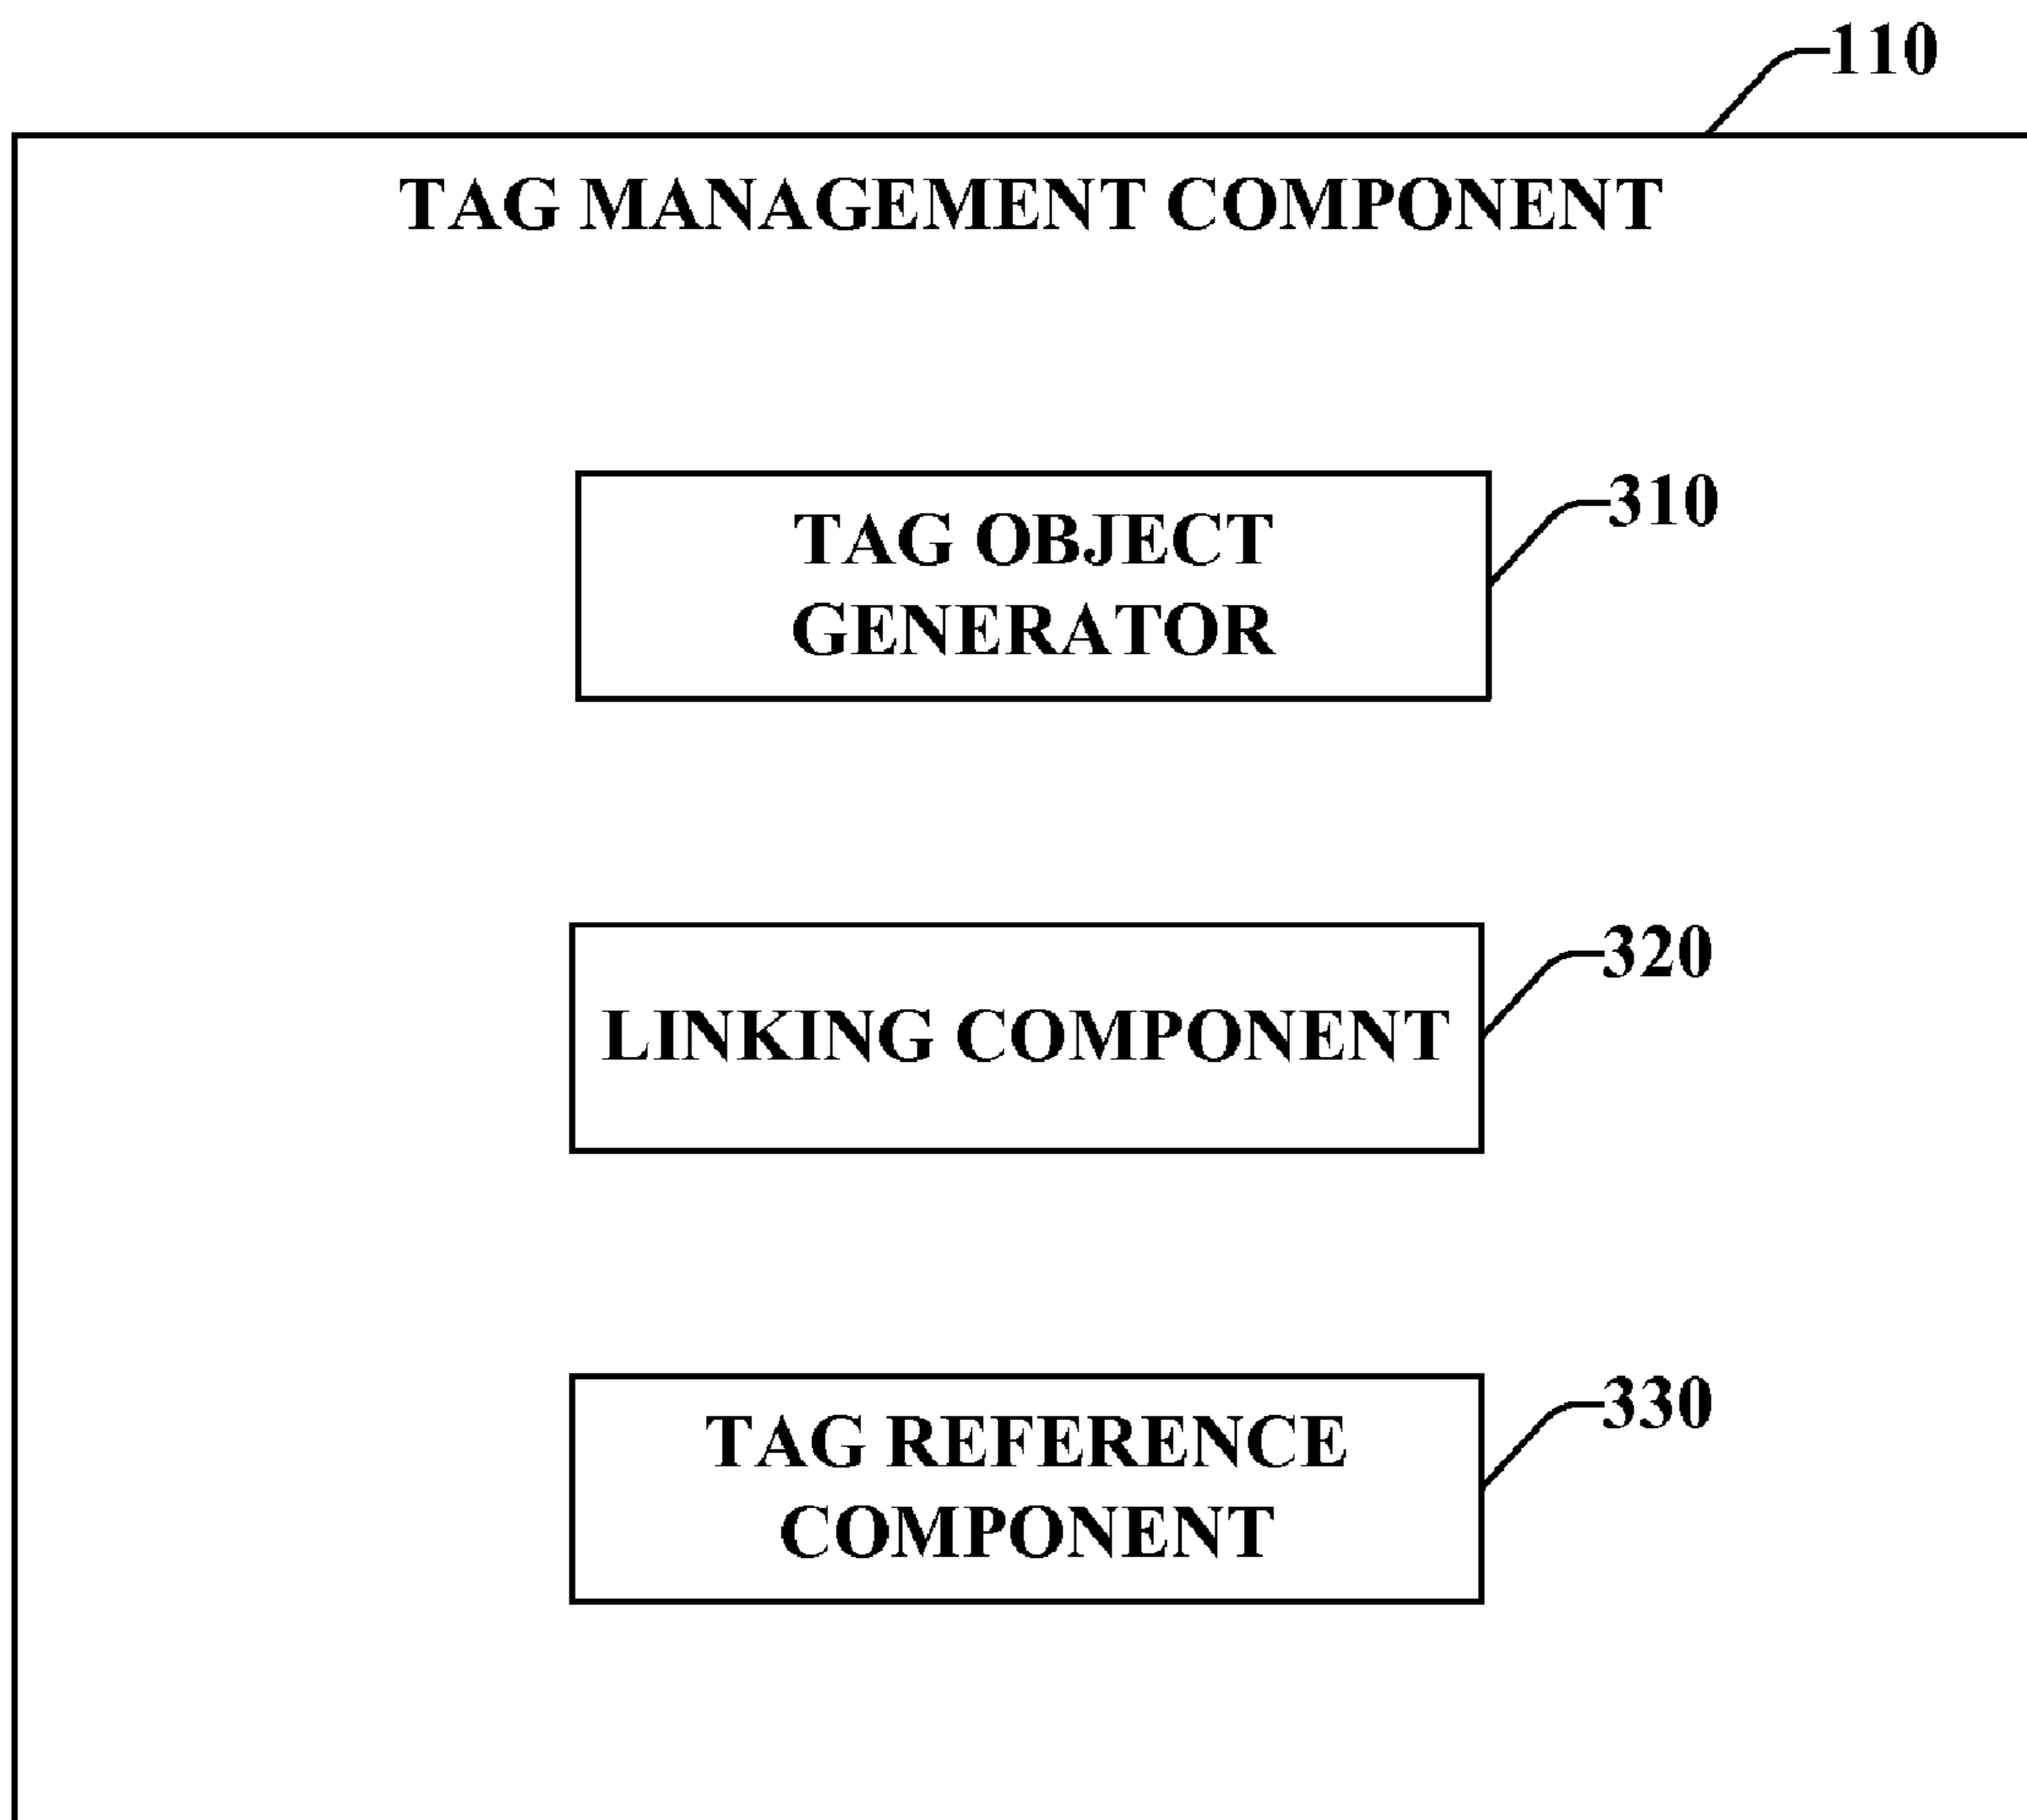 110
TAG MANAGEMENT COMPONENT
310
TAG OBJECT
GENERATOR
320
LINKING COMPONENT
330
TAG REFERENCE
COMPONENT